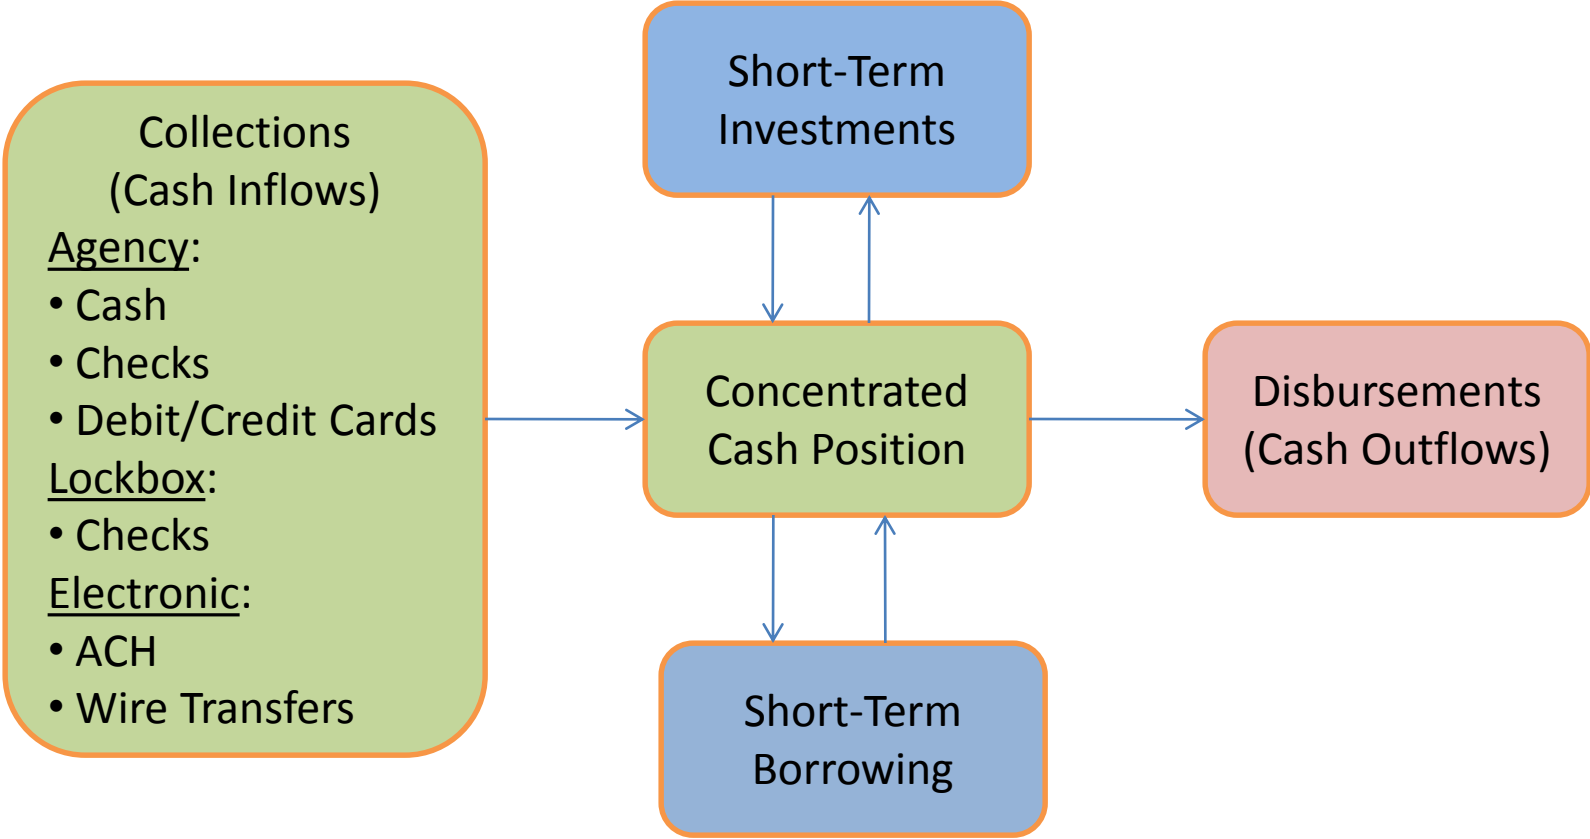 Collections
(Cash Inflows)
Agency:
• Cash
• Checks
• Debit/Credit Cards
Lockbox:
• Checks
Electronic:
• ACH
• Wire Transfers
Short-Term
Investments
Concentrated
Cash Position
Short-Term
Borrowing
Disbursements
(Cash Outflows)